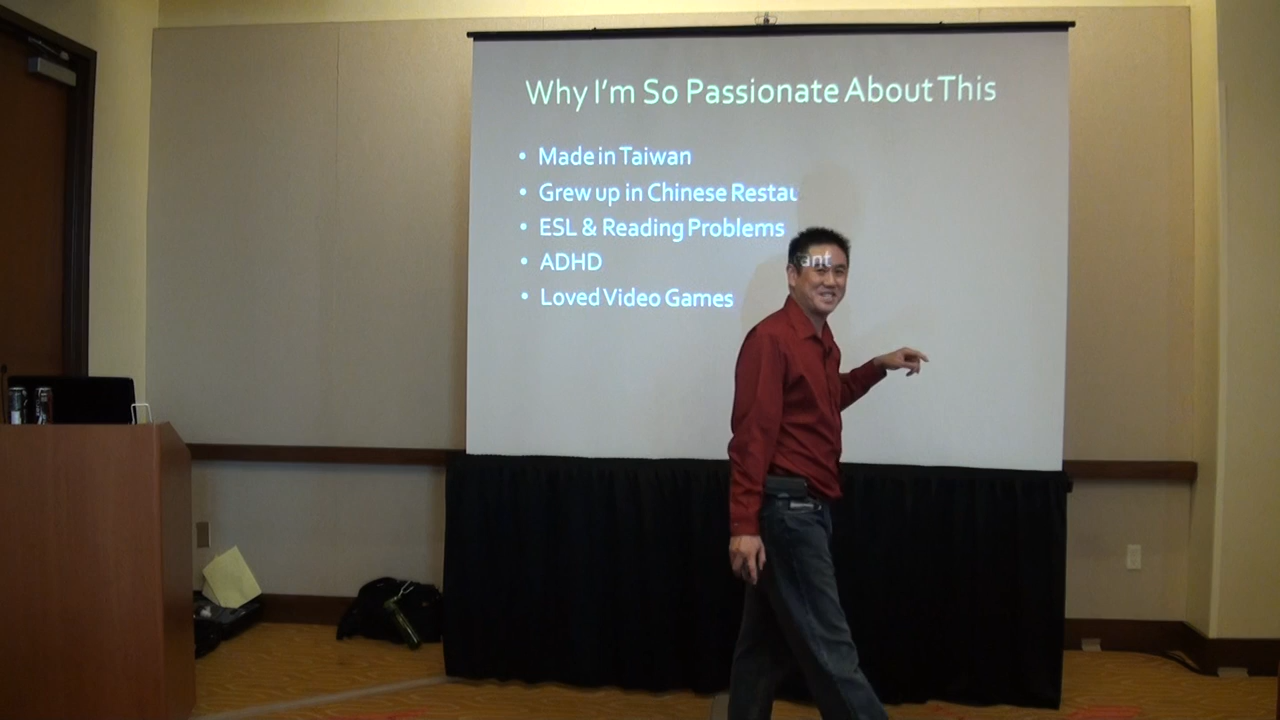 Why I'm So Passionate About This
• Made in Taiwan
• Grew up in Chinese Restaurant
• ESL & Reading Problems
• ADHD
• Loved Video Games